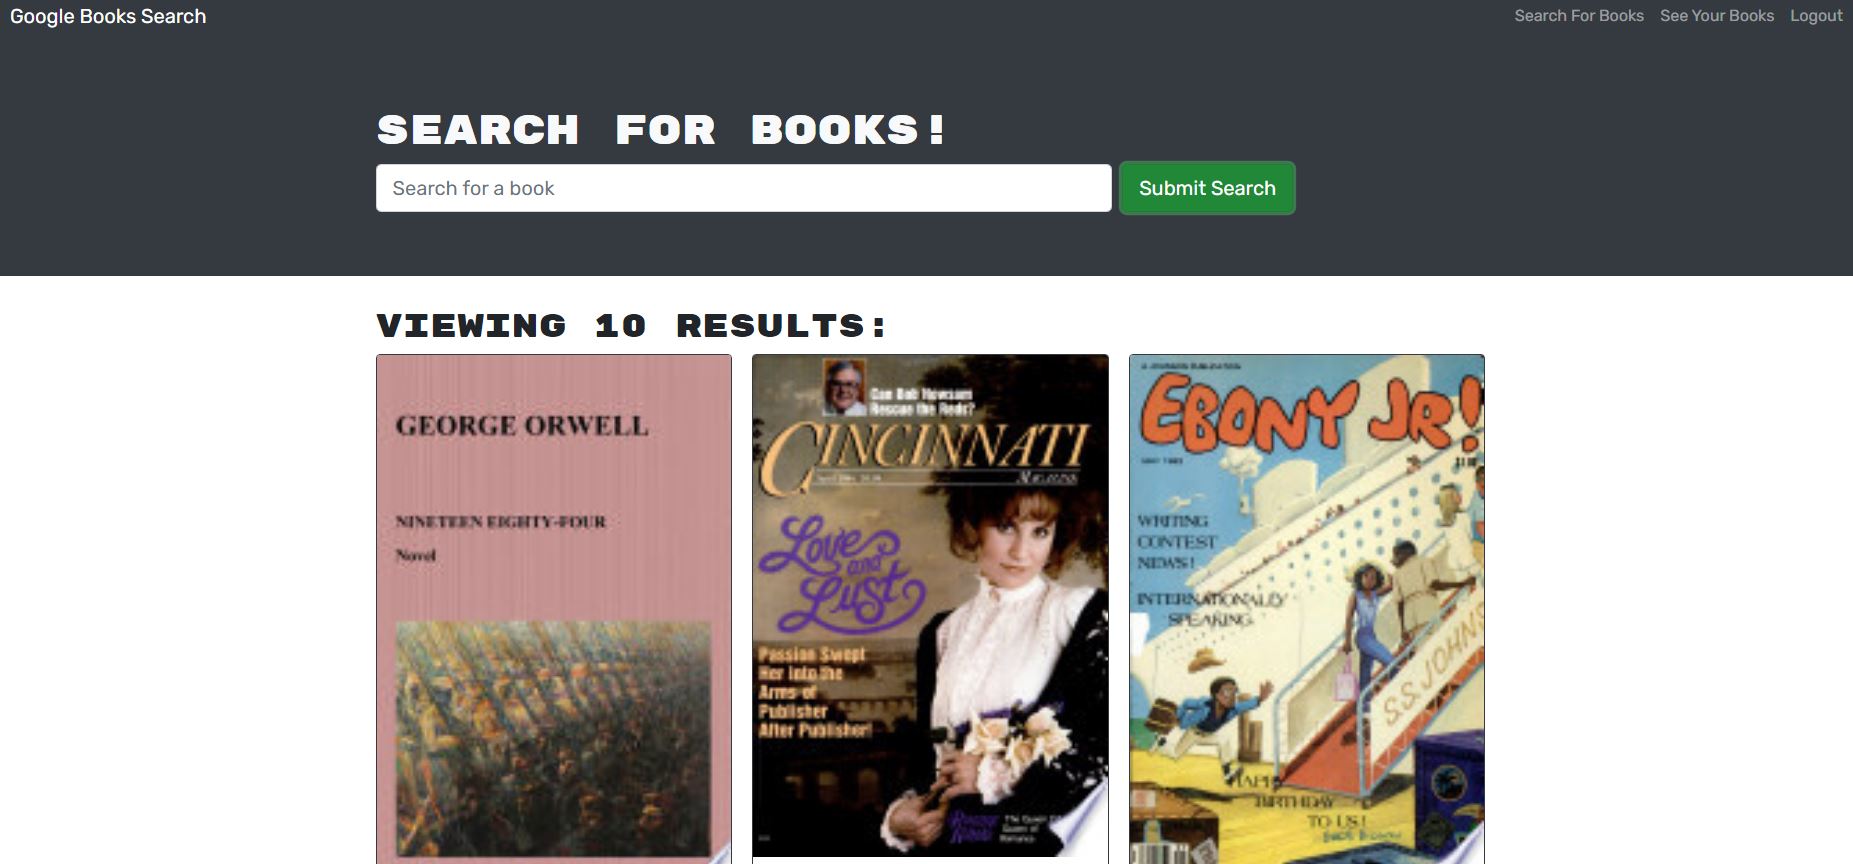 Google Books Search
Search For Books
See Your Books
Logout
SEARCH FOR BOOKS!
Search for a book
Submit Search
VIEWING 10 RESULTS:
GEORGE ORWELL
NINETEEN EIGHTY-FOUR
Novel
Can Bob Howsam
Rescue the Reds?
CINCINNATI
MAGAZINE
Love
and
Lust
Passion Swept
Her Into the
Arms of
Publisher
After Publisher!
A JOHNSON PUBLICATION
EBONY JR!
WRITING
CONTEST
NEWS!
INTERNATIONALLY
SPEAKING
S.S. JOHNS
HAPPY
BIRTHDAY
TO US!